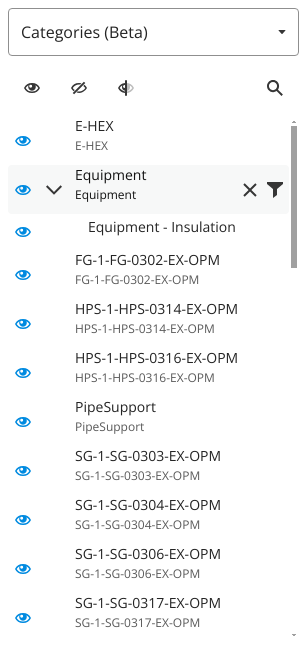 Categories (Beta)
E-HEX
E-HEX
Equipment
Equipment
Equipment - Insulation
FG-1-FG-0302-EX-OPM
FG-1-FG-0302-EX-OPM
HPS-1-HPS-0314-EX-OPM
HPS-1-HPS-0314-EX-OPM
HPS-1-HPS-0316-EX-OPM
HPS-1-HPS-0316-EX-OPM
PipeSupport
PipeSupport
SG-1-SG-0303-EX-OPM
SG-1-SG-0303-EX-OPM
SG-1-SG-0304-EX-OPM
SG-1-SG-0304-EX-OPM
SG-1-SG-0306-EX-OPM
SG-1-SG-0306-EX-OPM
SG-1-SG-0317-EX-OPM
SG-1-SG-0317-EX-OPM